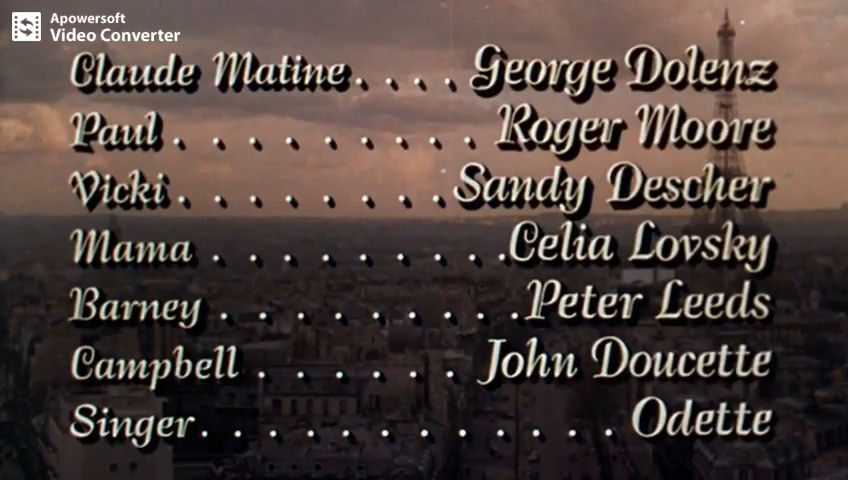 Apowersoft
Video Converter
Claude Matine. . . . George Dolenz
Paul . . . . . . . . . Roger Moore
Vicki . . . . . . . . Sandy Descher
Mama . . . . . . . . .Celia Lovsky
Barney . . . . . . . . .Peter Leeds
Campbell . . . . . . John Doucette
Singer. . . . . . . . . . . . Odette